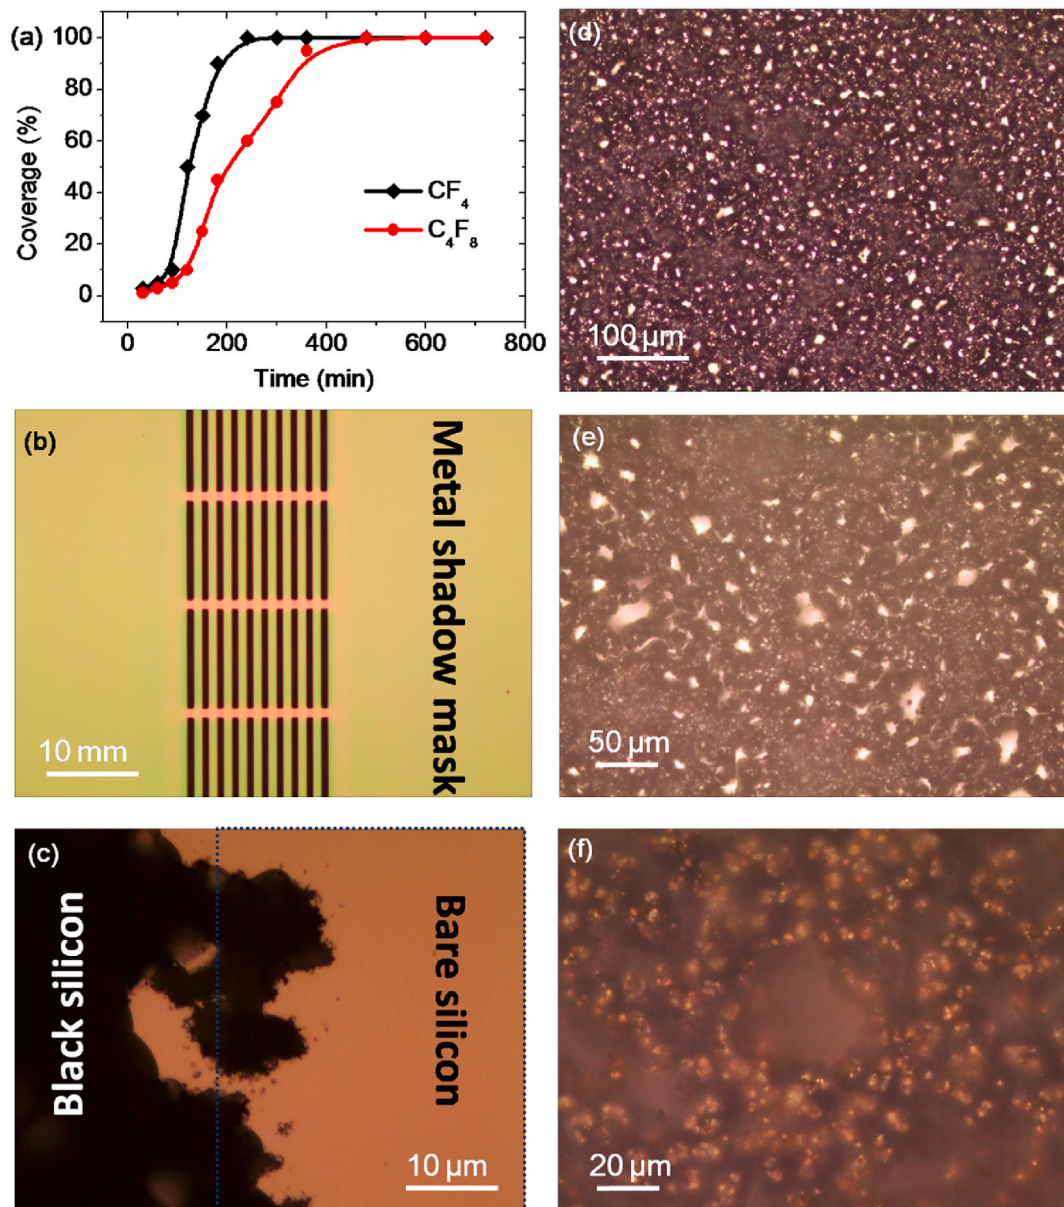 (a)
100
80
60
40
20
0
Coverage (%)
CF₄
C₄F₈
0 200 400 600 800
Time (min)
(b)
Metal shadow mask
10 mm
(c)
Black silicon
Bare silicon
10 µm
(d)
100 µm
(e)
50 µm
(f)
20 µm